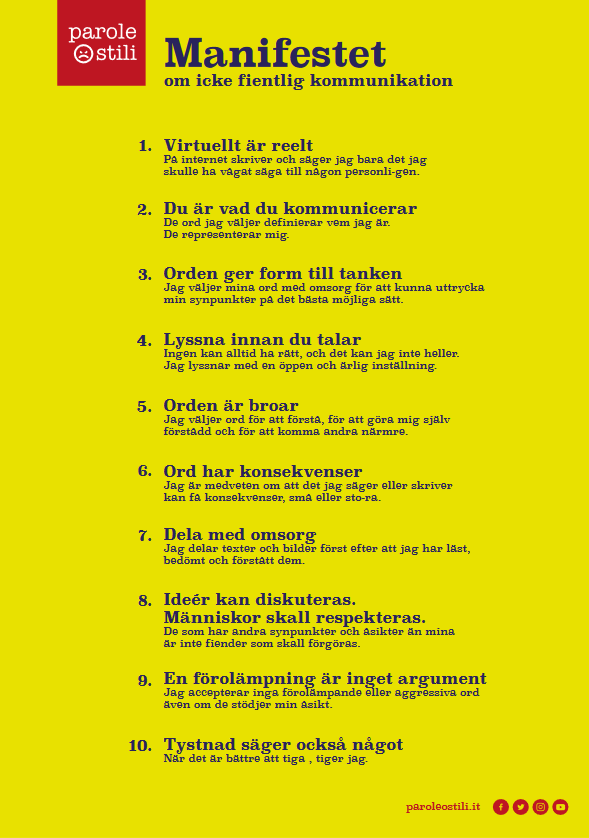 parole
stili
Manifestet
om icke fientlig kommunikation
1. Virtuellt är reelt
På internet skriver och säger jag bara det jag
skulle ha vågat säga till någon personli-gen.
2. Du är vad du kommunicerar
De ord jag väljer definierar vem jag är.
De representerar mig.
3. Orden ger form till tanken
Jag väljer mina ord med omsorg för att kunna uttrycka
min synpunkter på det bästa möjliga sätt.
4. Lyssna innan du talar
Ingen kan alltid ha rätt, och det kan jag inte heller.
Jag lyssnar med en öppen och ärlig inställning.
5. Orden är broar
Jag väljer ord för att förstå, för att göra mig själv
förstådd och för att komma andra närmre.
6. Ord har konsekvenser
Jag är medveten om att det jag säger eller skriver
kan få konsekvenser, små eller sto-ra.
7. Dela med omsorg
Jag delar texter och bilder först efter att jag har läst,
bedömt och förstått dem.
8. Ideér kan diskuteras.
Männískor skall respekteras.
De som har andra synpunkter och åsikter än mina
är inte fiender som skall förgöras.
9. En förolämpning är inget argument
Jag accepterar inga förolämpande eller aggressiva ord
även om de stödjer min åsikt.
10. Tystnad säger också något
När det är bättre att tiga , tiger jag.
paroleostili.it